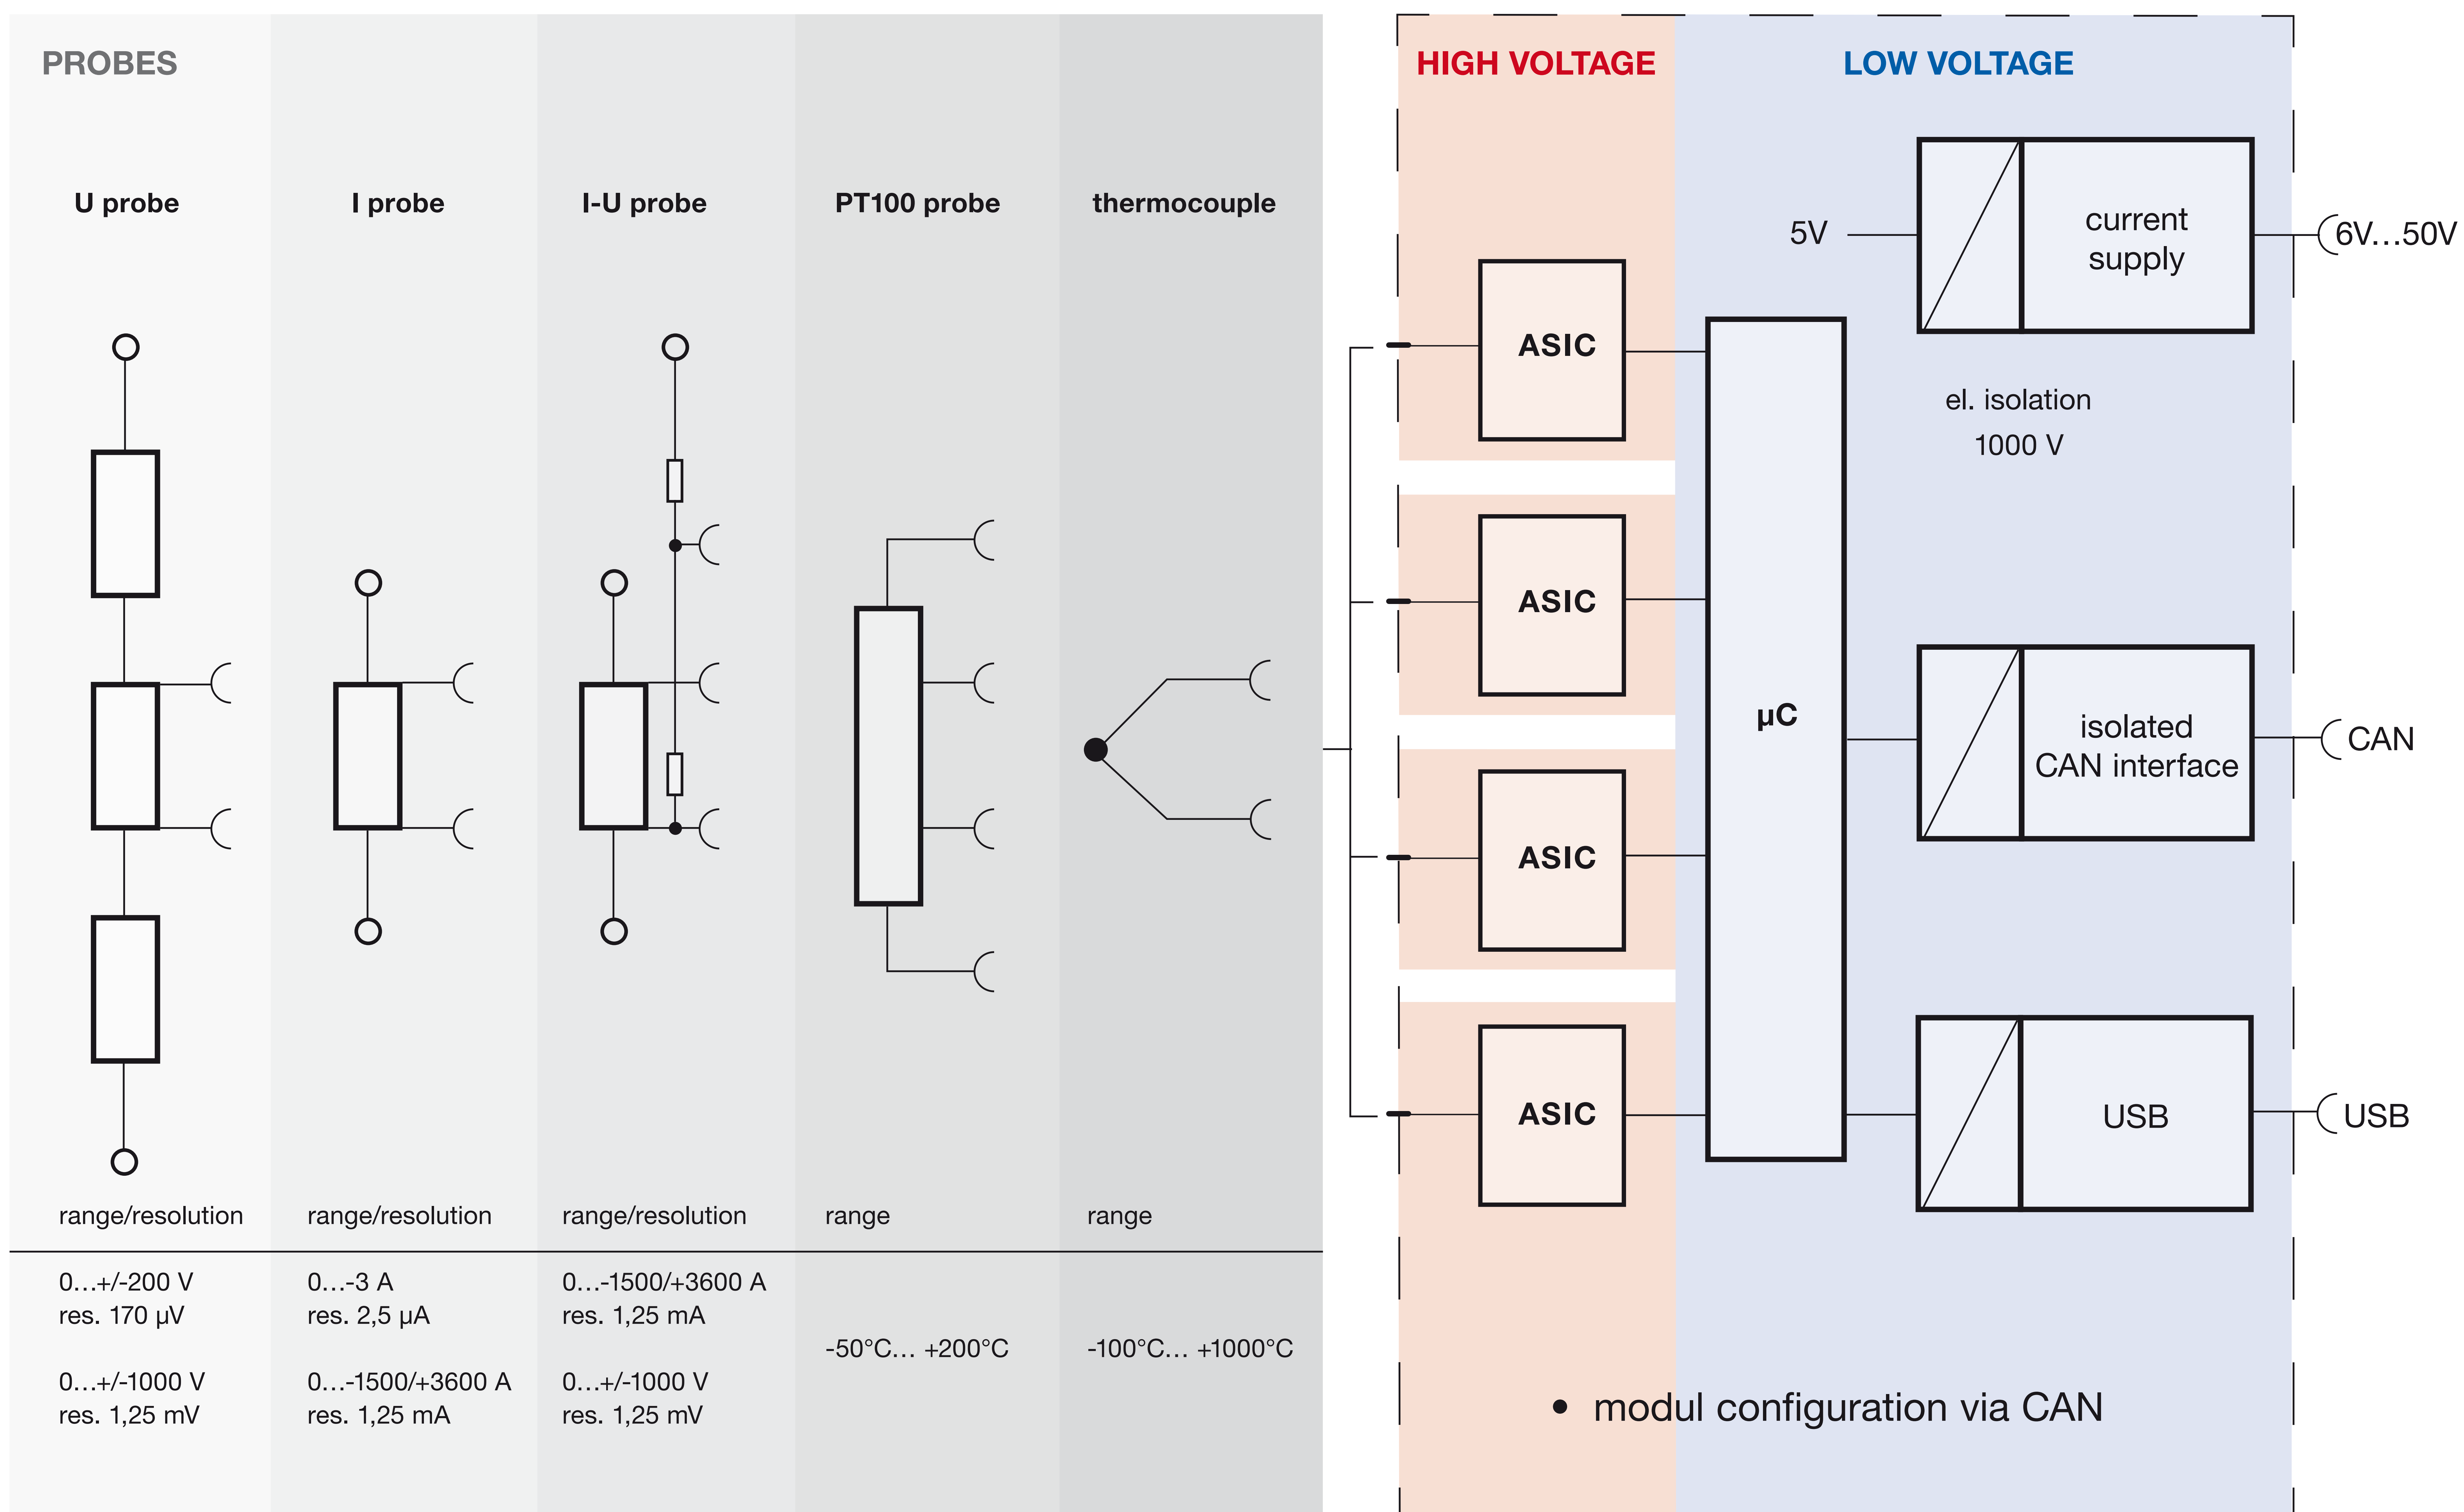 PROBES
U probe
I probe
I-U probe
PT100 probe
thermocouple
range/resolution
range/resolution
range/resolution
range
range
0...+/-200 V
res. 170 µV
0...+/-1000 V
res. 1,25 mV
0...-3 A
res. 2,5 µA
0...-1500/+3600 A
res. 1,25 mA
0...-1500/+3600 A
res. 1,25 mA
0...+/-1000 V
res. 1,25 mV
-50°C... +200°C
-100°C... +1000°C
HIGH VOLTAGE
LOW VOLTAGE
ASIC
ASIC
ASIC
ASIC
µC
5V
current
supply
6V...50V
el. isolation
1000 V
isolated
CAN interface
CAN
USB
USB
• modul configuration via CAN